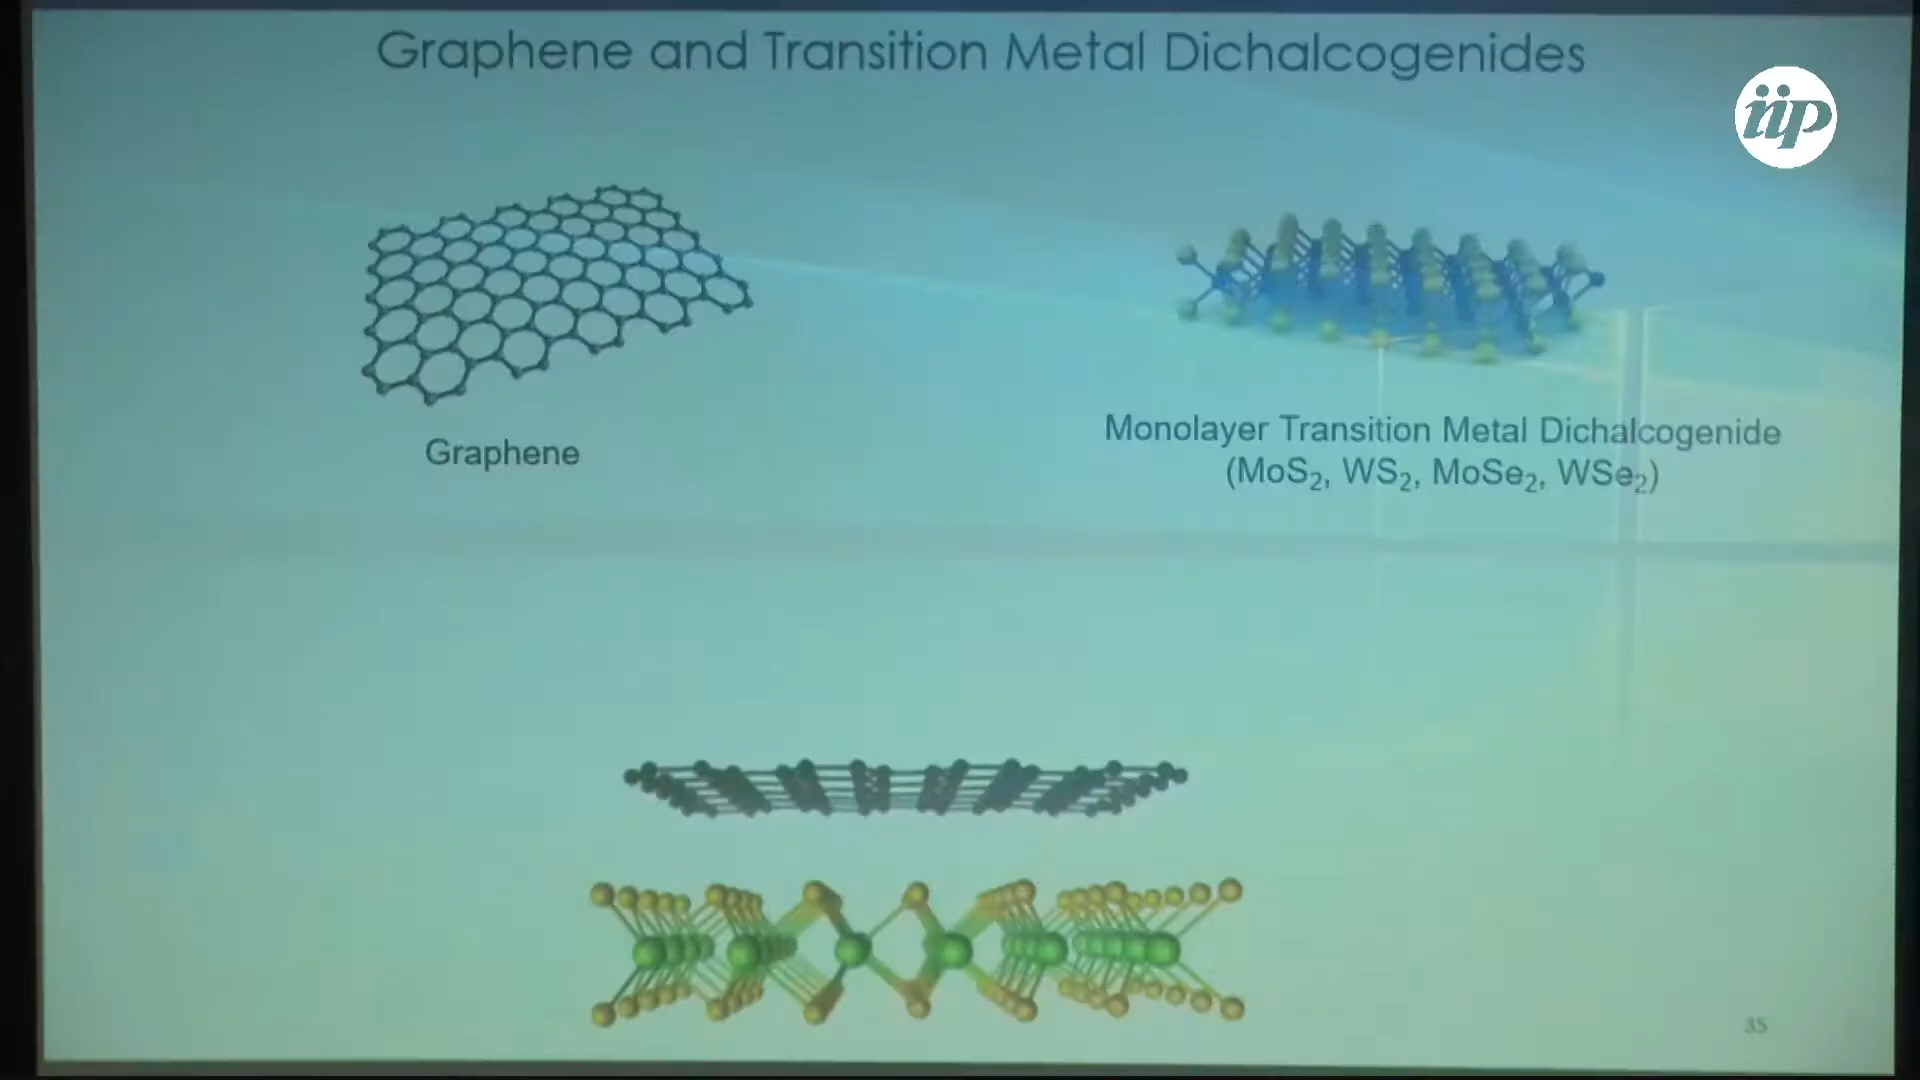 Graphene and Transition Metal Dichalcogenides
iip
Graphene
Monolayer Transition Metal Dichalcogenide
(MoS₂, WS₂, MoSe₂, WSe₂)
35